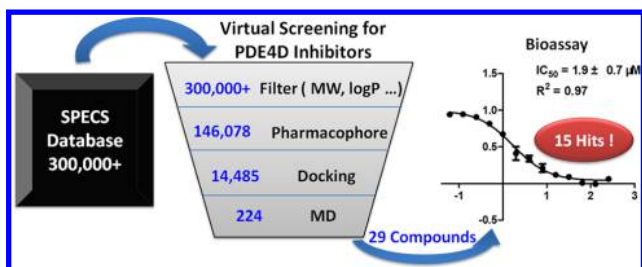 Virtual Screening for
PDE4D Inhibitors
SPECS
Database
300,000+
300,000+ Filter ( MW, logP ...)
146,078 Pharmacophore
14,485 Docking
224 MD
29 Compounds
Bioassay
IC50 = 1.9 ± 0.7 µM
R² = 0.97
15 Hits !
1.5
1.0
0.5
-0.5
-1 0 1 2 3